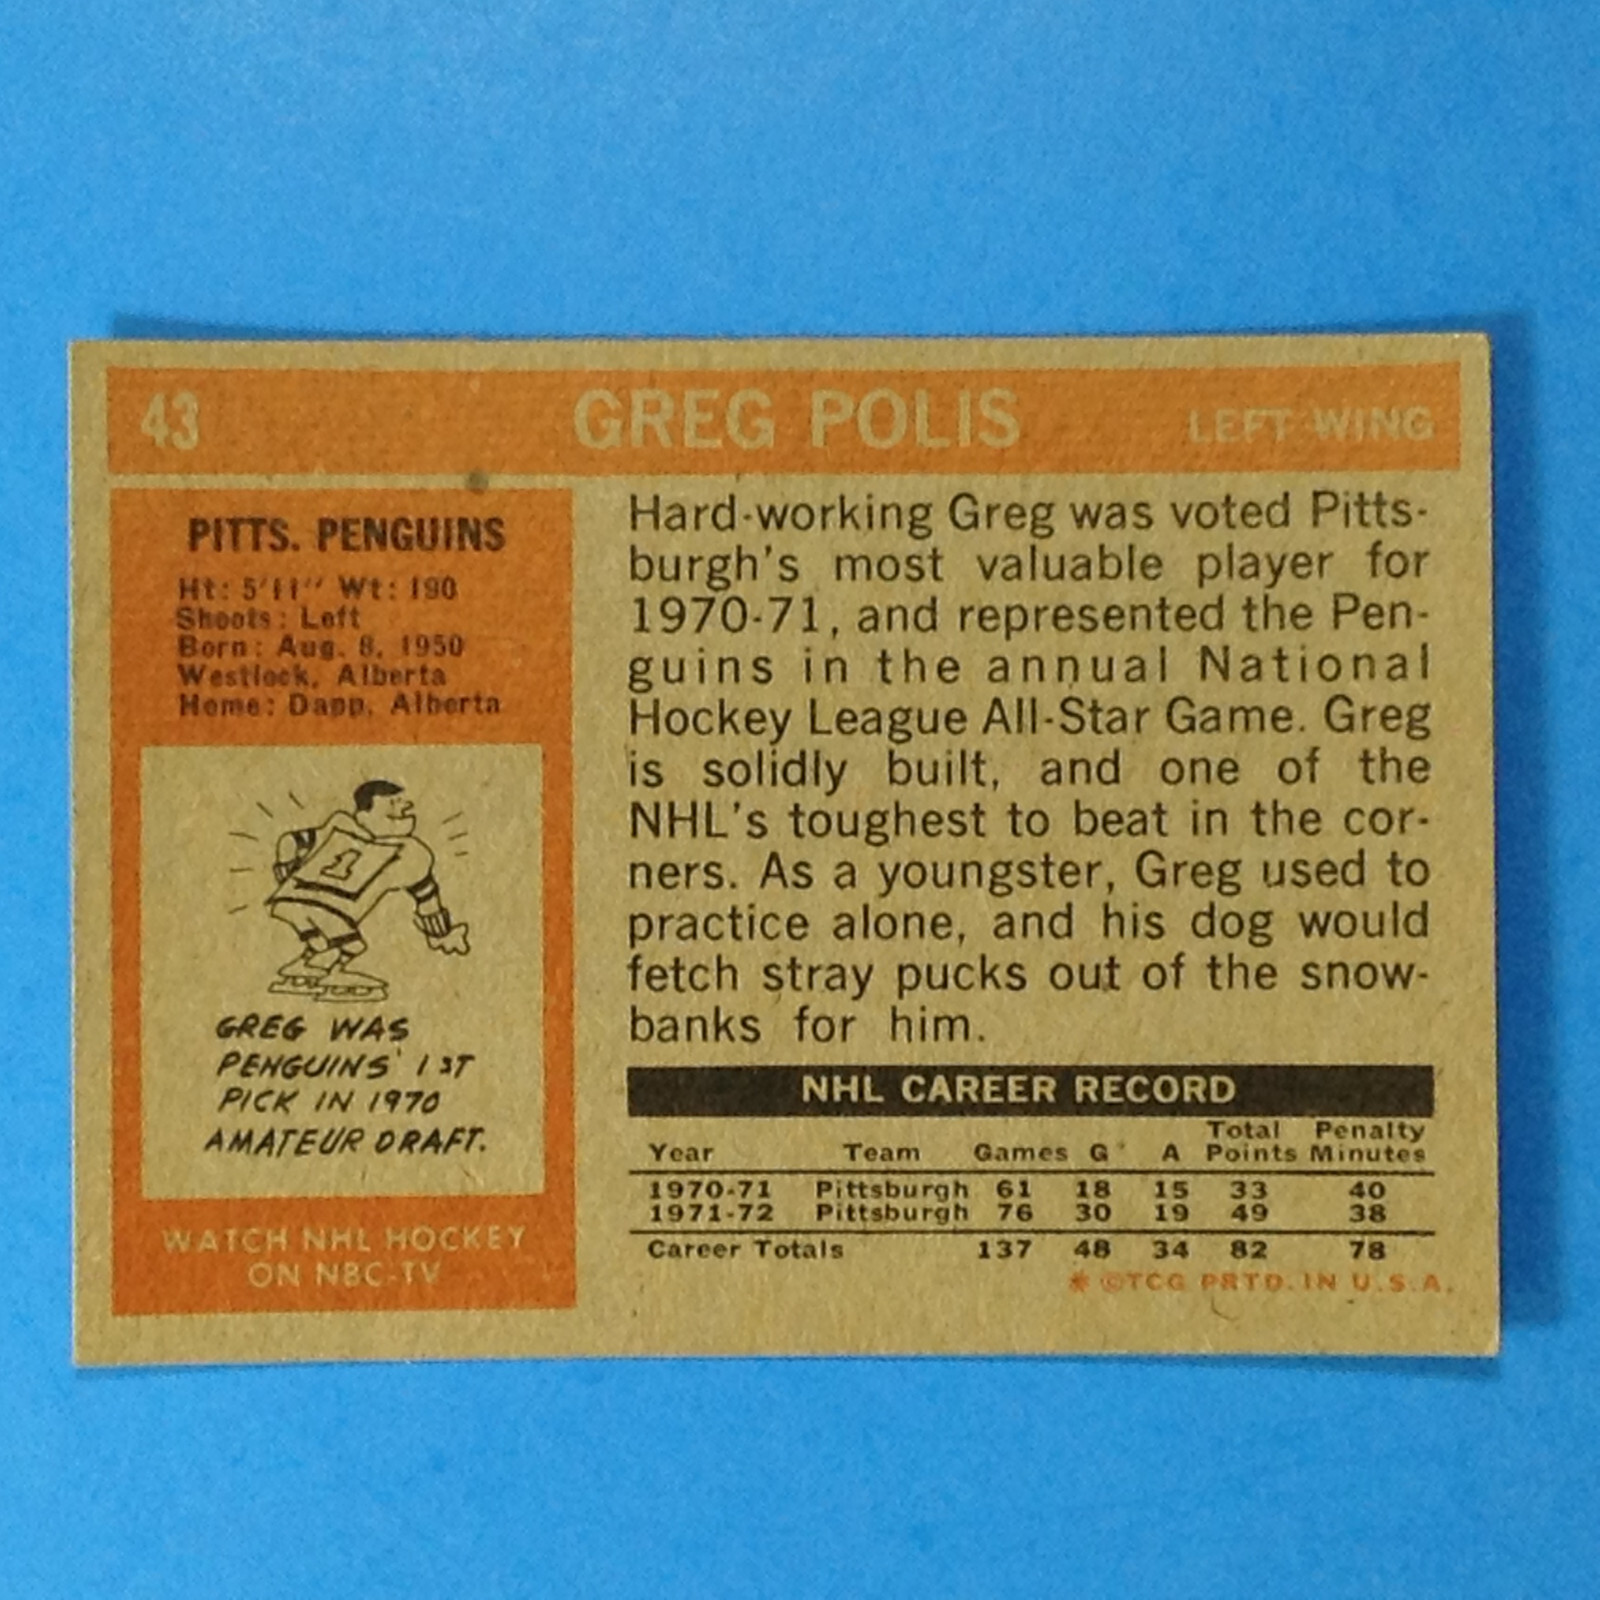 43 GREG POLIS LEFT WING
PITTS. PENGUINS
Ht: 5'11'' Wt: 190
Shoots: Left
Born: Aug. 8, 1950
Westlock, Alberta
Home: Dapp, Alberta
1
GREG WAS
PENGUINS' 1ST
PICK IN 1970
AMATEUR DRAFT.
WATCH NHL HOCKEY
ON NBC-TV
Hard-working Greg was voted Pitts-
burgh's most valuable player for
1970-71, and represented the Pen-
guins in the annual National
Hockey League All-Star Game. Greg
is solidly built, and one of the
NHL's toughest to beat in the cor-
ners. As a youngster, Greg used to
practice alone, and his dog would
fetch stray pucks out of the snow-
banks for him.
NHL CAREER RECORD
Year Team Games G A Total Points Penalty Minutes
1970-71 Pittsburgh 61 18 15 33 40
1971-72 Pittsburgh 76 30 19 49 38
Career Totals 137 48 34 82 78
* ©TCG PRTD. IN U.S.A.